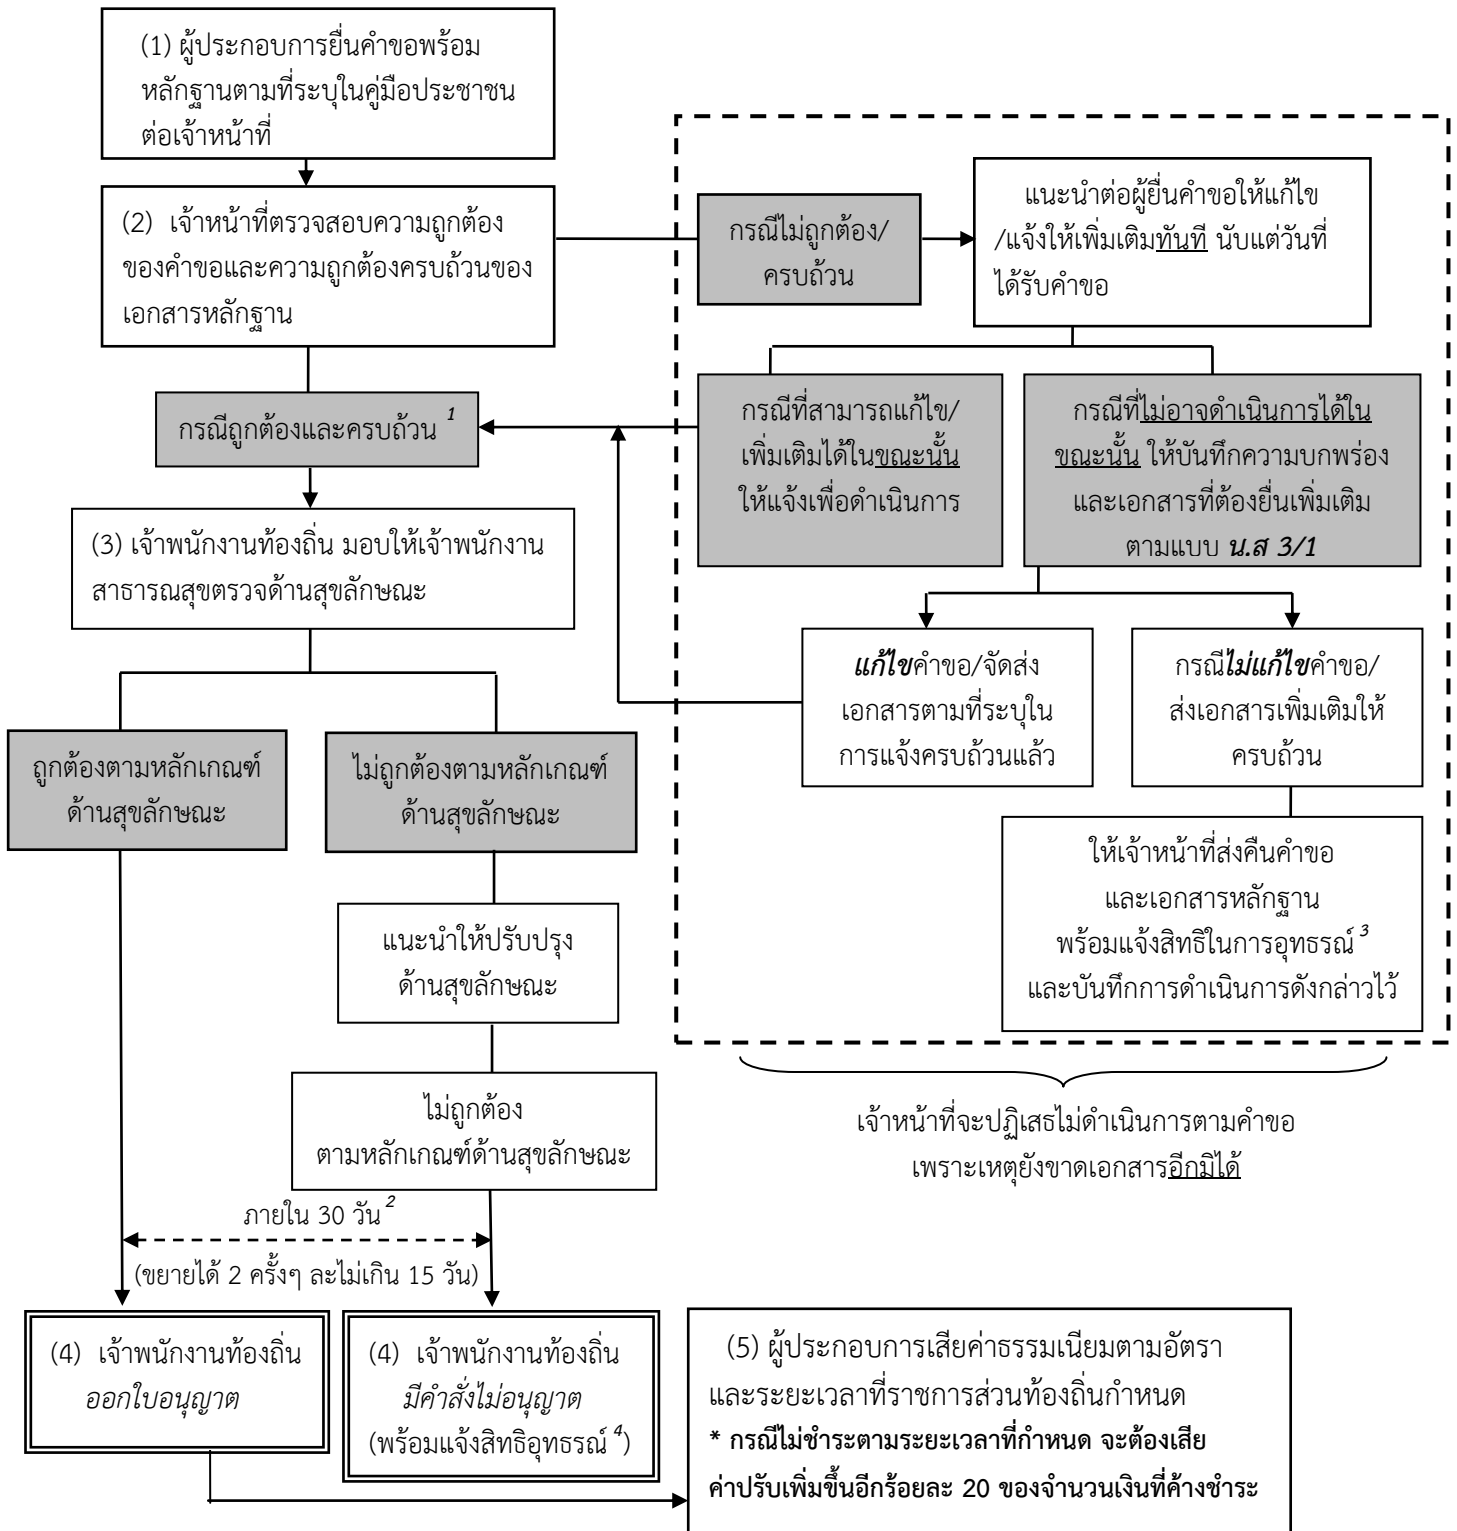 (1) ผู้ประกอบการยื่นคำขอพร้อม
หลักฐานตามที่ระบุในคู่มือประชาชน
ต่อเจ้าหน้าที่
(2) เจ้าหน้าที่ตรวจสอบความถูกต้อง
ของคำขอและความถูกต้องครบถ้วนของ
เอกสารหลักฐาน
กรณีไม่ถูกต้อง/
ครบถ้วน
แนะนำต่อผู้ยื่นคำขอให้แก้ไข
/แจ้งให้เพิ่มเติมทันที นับแต่วันที่
ได้รับคำขอ
กรณีถูกต้องและครบถ้วน 1
กรณีที่สามารถแก้ไข/
เพิ่มเติมได้ในขณะนั้น
ให้แจ้งเพื่อดำเนินการ
กรณีที่ไม่อาจดำเนินการได้ใน
ขณะนั้น ให้บันทึกความบกพร่อง
และเอกสารที่ต้องยื่นเพิ่มเติม
ตามแบบ น.ส 3/1
(3) เจ้าพนักงานท้องถิ่น มอบให้เจ้าพนักงาน
สาธารณสุขตรวจด้านสุขลักษณะ
แก้ไขคำขอ/จัดส่ง
เอกสารตามที่ระบุใน
การแจ้งครบถ้วนแล้ว
กรณีไม่แก้ไขคำขอ/
ส่งเอกสารเพิ่มเติมให้
ครบถ้วน
ถูกต้องตามหลักเกณฑ์
ด้านสุขลักษณะ
ไม่ถูกต้องตามหลักเกณฑ์
ด้านสุขลักษณะ
ให้เจ้าหน้าที่ส่งคืนคำขอ
และเอกสารหลักฐาน
พร้อมแจ้งสิทธิในการอุทธรณ์ 3
และบันทึกการดำเนินการดังกล่าวไว้
แนะนำให้ปรับปรุง
ด้านสุขลักษณะ
ไม่ถูกต้อง
ตามหลักเกณฑ์ด้านสุขลักษณะ
เจ้าหน้าที่จะปฏิเสธไม่ดำเนินการตามคำขอ
เพราะเหตุยังขาดเอกสารอีกมิได้
ภายใน 30 วัน 2
(ขยายได้ 2 ครั้งๆ ละไม่เกิน 15 วัน)
(4) เจ้าพนักงานท้องถิ่น
ออกใบอนุญาต
(4) เจ้าพนักงานท้องถิ่น
มีคำสั่งไม่อนุญาต
(พร้อมแจ้งสิทธิอุทธรณ์ 4)
(5) ผู้ประกอบการเสียค่าธรรมเนียมตามอัตรา
และระยะเวลาที่ราชการส่วนท้องถิ่นกำหนด
* กรณีไม่ชำระตามระยะเวลาที่กำหนด จะต้องเสีย
ค่าปรับเพิ่มขึ้นอีกร้อยละ 20 ของจำนวนเงินที่ค้างชำระ